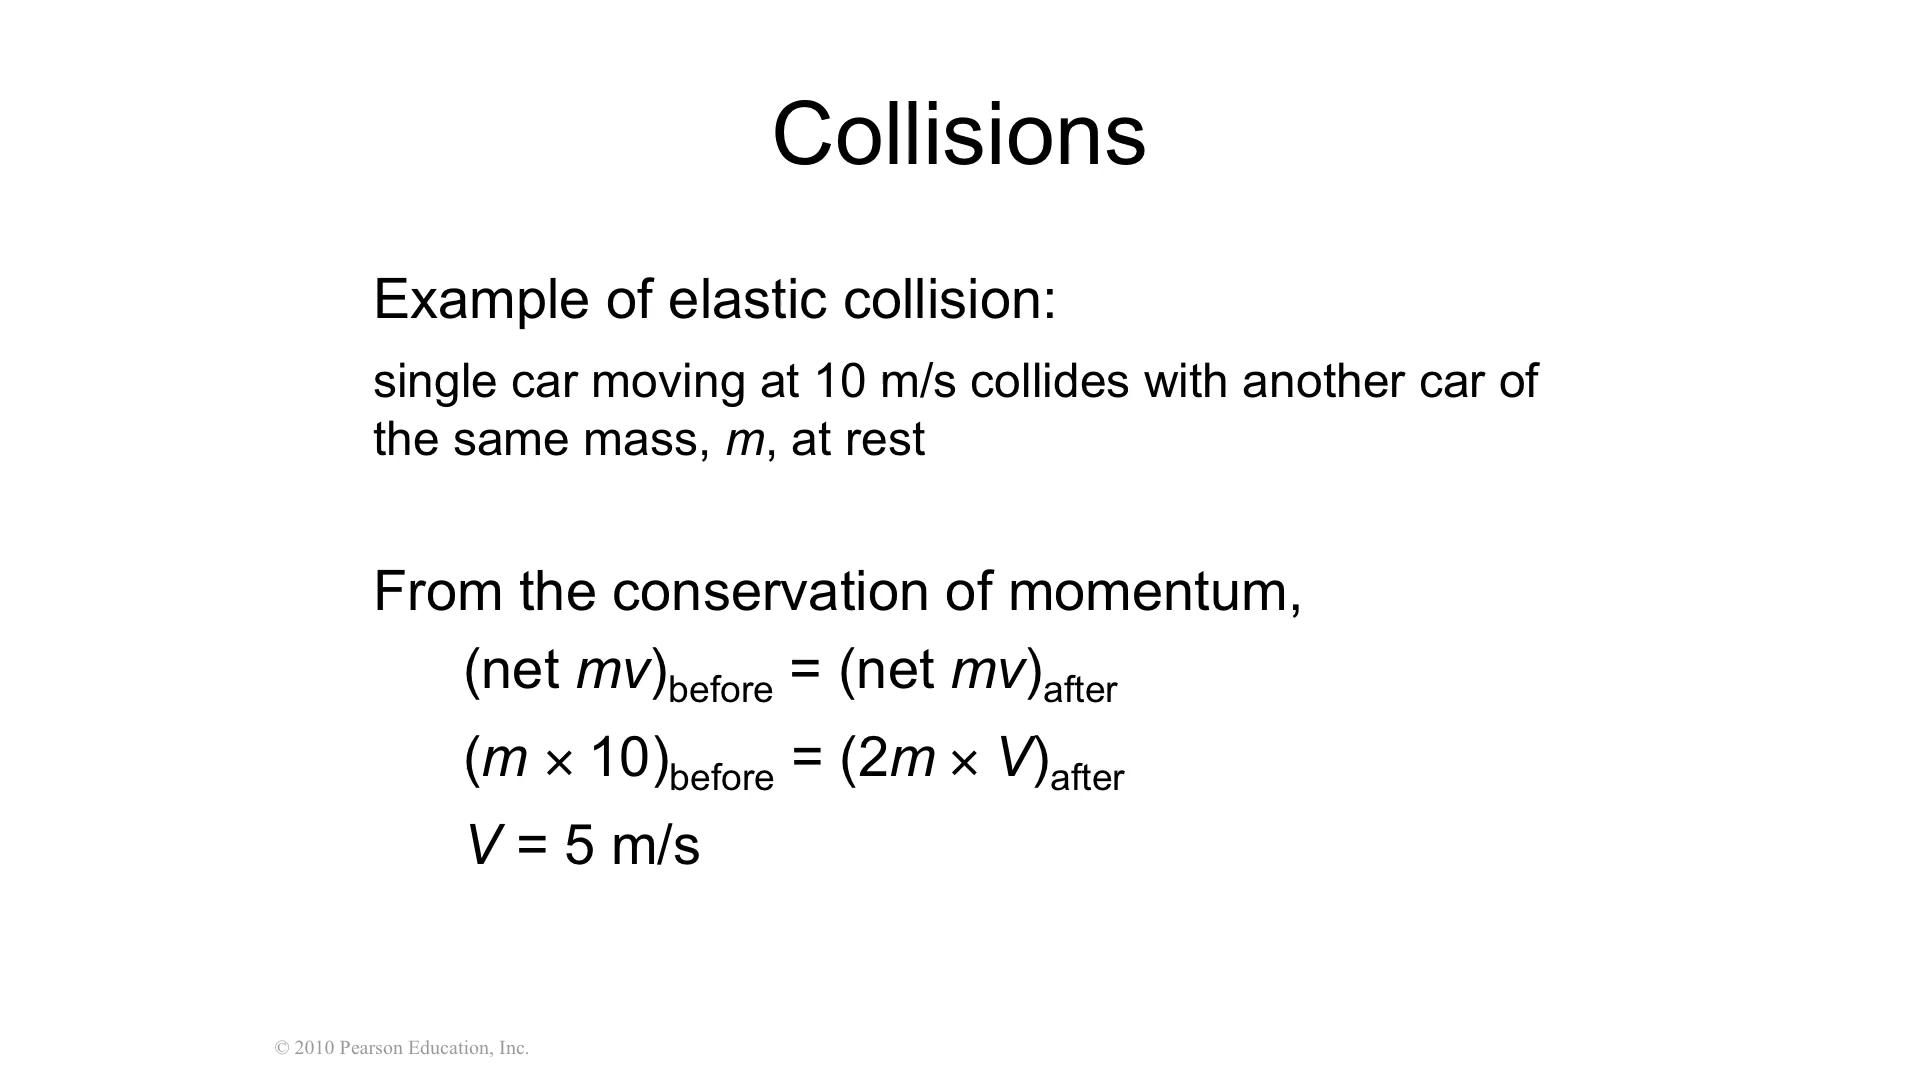 Collisions
Example of elastic collision:
single car moving at 10 m/s collides with another car of
the same mass, m, at rest
From the conservation of momentum,
(net mv)before = (net mv)after
(m × 10)before = (2m × V)after
V = 5 m/s
© 2010 Pearson Education, Inc.